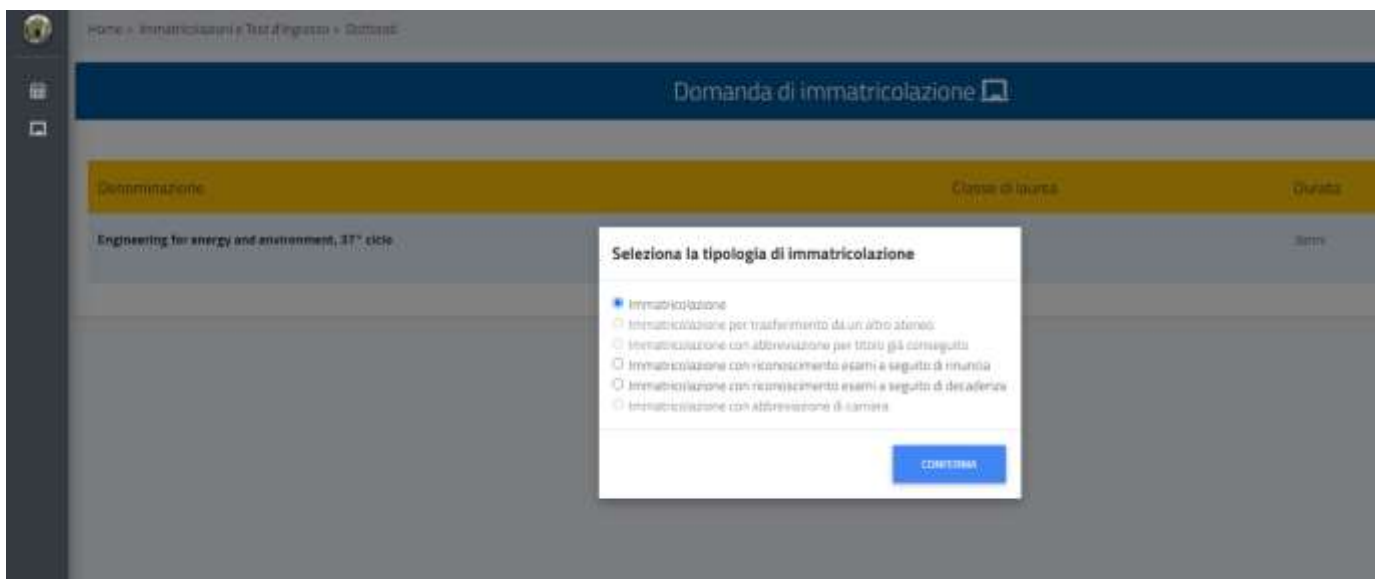 Home » Immatricolazioni e Test d'ingresso » Dottorati
Domanda di immatricolazione
Denominazione Classe di laurea Durata
Engineering for energy and environment, 37° ciclo 3anni
Seleziona la tipologia di immatricolazione
Immatricolazione
Immatricolazione per trasferimento da un altro ateneo
Immatricolazione con abbreviazione per titolo già conseguito
Immatricolazione con riconoscimento esami a seguito di rinuncia
Immatricolazione con riconoscimento esami a seguito di decadenza
Immatricolazione con abbreviazione di carriera
CONFERMA